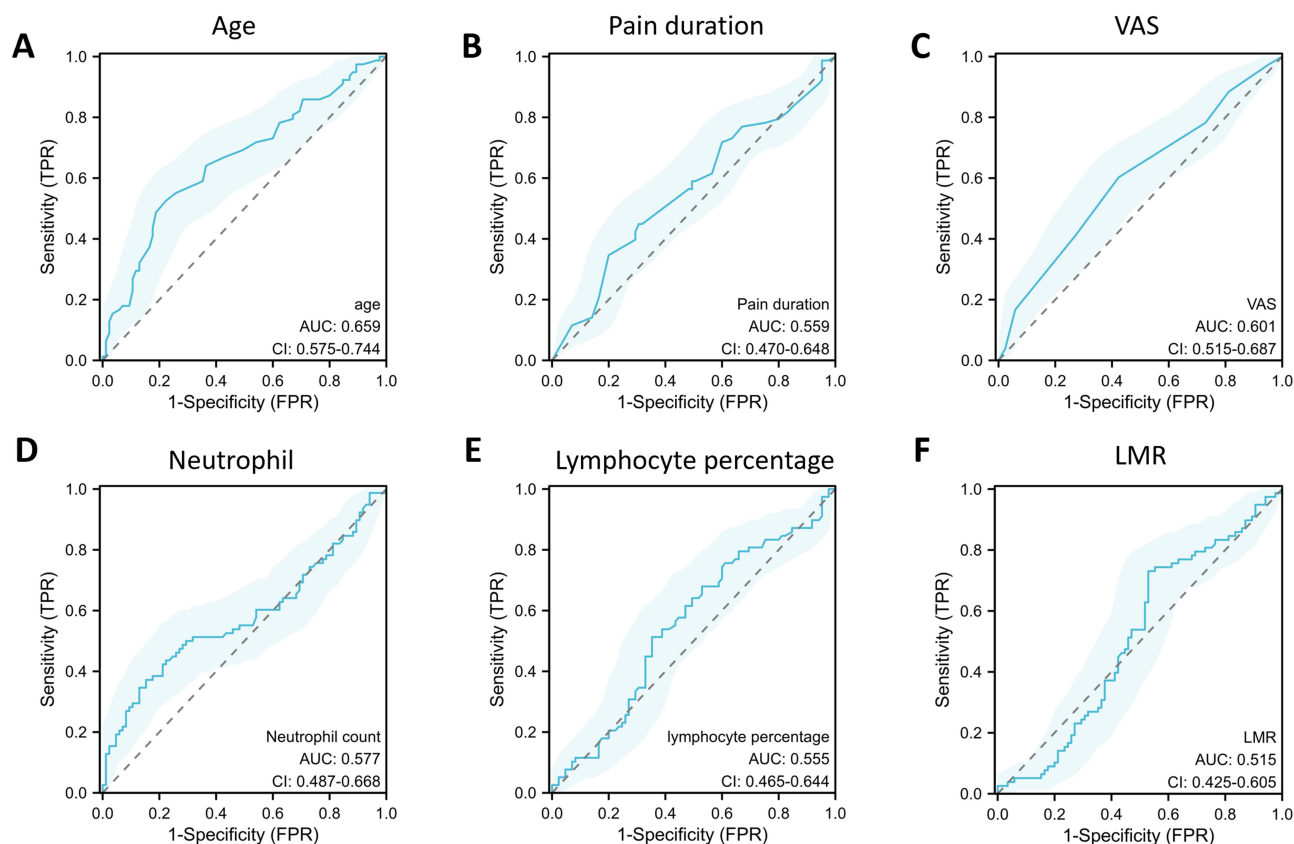 A
Age
1.0
0.8
0.6
0.4
0.2
0.0
Sensitivity (TPR)
age
AUC: 0.659
CI: 0.575-0.744
0.0 0.2 0.4 0.6 0.8 1.0
1-Specificity (FPR)
B
Pain duration
1.0
0.8
0.6
0.4
0.2
0.0
Sensitivity (TPR)
Pain duration
AUC: 0.559
CI: 0.470-0.648
0.0 0.2 0.4 0.6 0.8 1.0
1-Specificity (FPR)
C
VAS
1.0
0.8
0.6
0.4
0.2
0.0
Sensitivity (TPR)
VAS
AUC: 0.601
CI: 0.515-0.687
0.0 0.2 0.4 0.6 0.8 1.0
1-Specificity (FPR)
D
Neutrophil
1.0
0.8
0.6
0.4
0.2
0.0
Sensitivity (TPR)
Neutrophil count
AUC: 0.577
CI: 0.487-0.668
0.0 0.2 0.4 0.6 0.8 1.0
1-Specificity (FPR)
E
Lymphocyte percentage
1.0
0.8
0.6
0.4
0.2
0.0
Sensitivity (TPR)
lymphocyte percentage
AUC: 0.555
CI: 0.465-0.644
0.0 0.2 0.4 0.6 0.8 1.0
1-Specificity (FPR)
F
LMR
1.0
0.8
0.6
0.4
0.2
0.0
Sensitivity (TPR)
LMR
AUC: 0.515
CI: 0.425-0.605
0.0 0.2 0.4 0.6 0.8 1.0
1-Specificity (FPR)